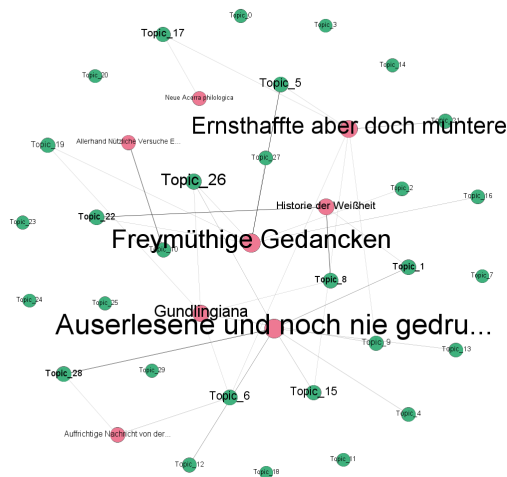 Topic_0
Topic_3
Topic_17
Topic_14
Topic_20
Topic_5
Neue Acerra philologica
Topic_21
Ernsthaffte aber doch muntere
Allerhand Nützliche Versuche E...
Topic_19
Topic_27
Topic_26
Topic_2
Topic_16
Historie der Weißheit
Topic_22
Topic_23
Freymüthige Gedancken
Topic_10
Topic_1
Topic_7
Topic_8
Topic_24
Topic_25
Gundlingiana
Auserlesene und noch nie gedru...
Topic_9
Topic_13
Topic_28
Topic_29
Topic_6
Topic_15
Topic_4
Auffrichtige Nachricht von der...
Topic_11
Topic_12
Topic_18